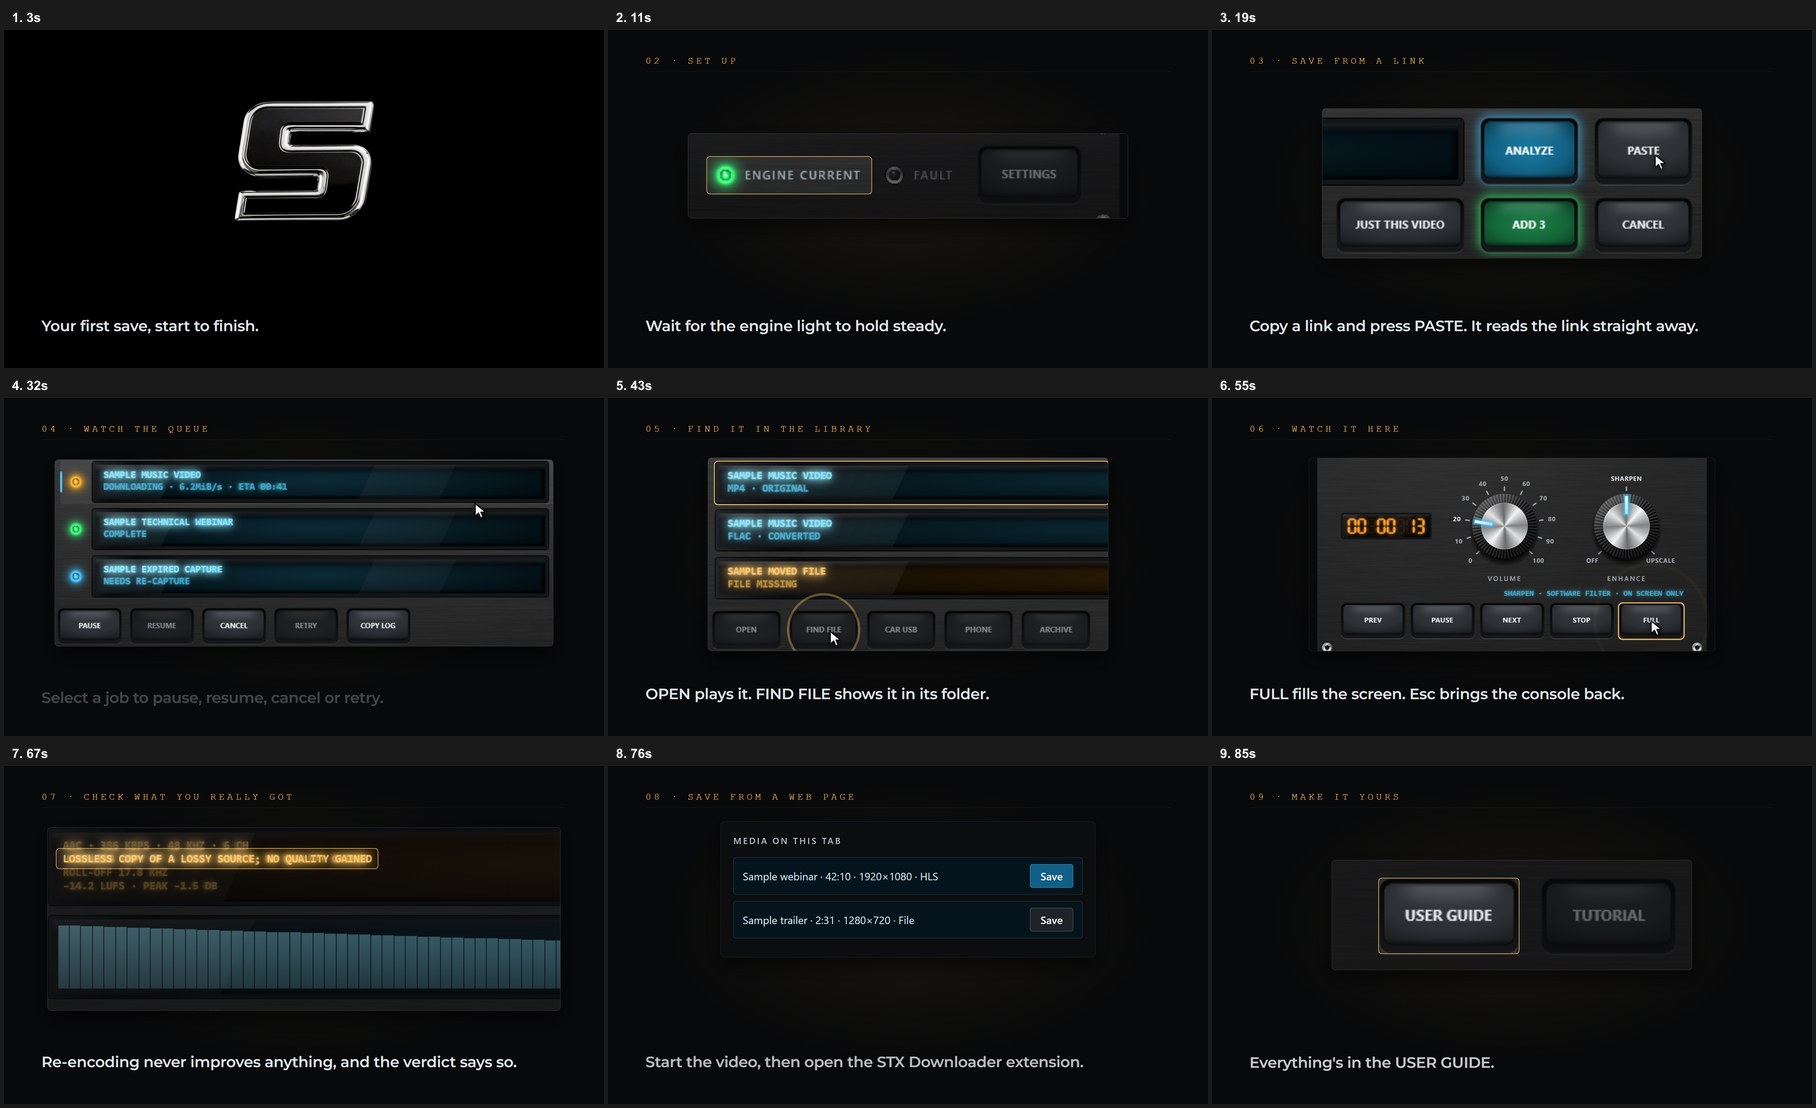 1. 3s
S
Your first save, start to finish.
2. 11s
02 · SET UP
ENGINE CURRENT
FAULT
SETTINGS
Wait for the engine light to hold steady.
3. 19s
03 · SAVE FROM A LINK
ANALYZE
PASTE
JUST THIS VIDEO
ADD 3
CANCEL
Copy a link and press PASTE. It reads the link straight away.
4. 32s
04 · WATCH THE QUEUE
SAMPLE MUSIC VIDEO
DOWNLOADING · 6.2MiB/s · ETA 00:41
SAMPLE TECHNICAL WEBINAR
COMPLETE
SAMPLE EXPIRED CAPTURE
NEEDS RE-CAPTURE
PAUSE
RESUME
CANCEL
RETRY
COPY LOG
Select a job to pause, resume, cancel or retry.
5. 43s
05 · FIND IT IN THE LIBRARY
SAMPLE MUSIC VIDEO
MP4 · ORIGINAL
SAMPLE MUSIC VIDEO
FLAC · CONVERTED
SAMPLE MOVED FILE
FILE MISSING
OPEN
FIND FILE
CAR USB
PHONE
ARCHIVE
OPEN plays it. FIND FILE shows it in its folder.
6. 55s
06 · WATCH IT HERE
00 00 13
0 10 20 30 40 50 60 70 80 90 100
VOLUME
SHARPEN
OFF
UPSCALE
ENHANCE
SHARPEN · SOFTWARE FILTER · ON SCREEN ONLY
PREV
PAUSE
NEXT
STOP
FULL
FULL fills the screen. Esc brings the console back.
7. 67s
07 · CHECK WHAT YOU REALLY GOT
AAC · 386 KBPS · 48 KHZ · 6 CH
LOSSLESS COPY OF A LOSSY SOURCE; NO QUALITY GAINED
ROLL-OFF 17.8 KHZ
-14.2 LUFS · PEAK -1.5 DB
Re-encoding never improves anything, and the verdict says so.
8. 76s
08 · SAVE FROM A WEB PAGE
MEDIA ON THIS TAB
Sample webinar · 42:10 · 1920×1080 · HLS
Save
Sample trailer · 2:31 · 1280×720 · File
Save
Start the video, then open the STX Downloader extension.
9. 85s
09 · MAKE IT YOURS
USER GUIDE
TUTORIAL
Everything's in the USER GUIDE.